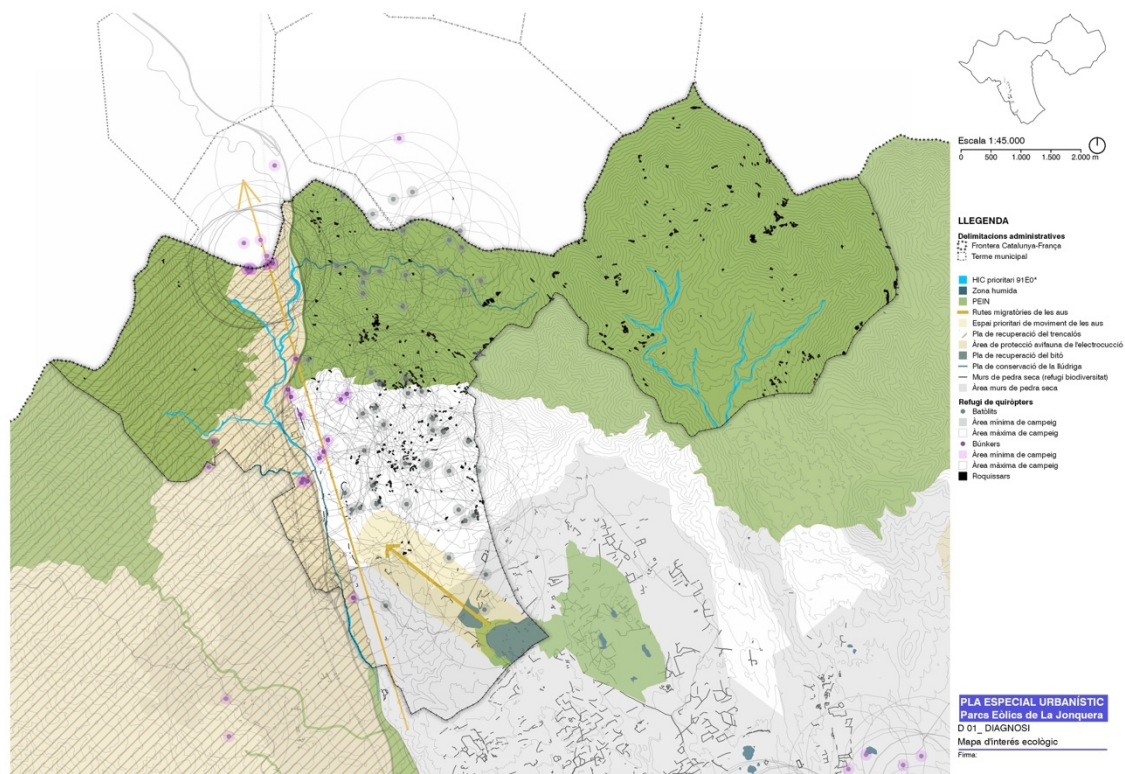 Escala 1:45.000
0 500 1.000 1.500 2.000 m
LLEGENDA
Delimitacions administratives
Frontera Catalunya-França
Terme municipal
HIC prioritari 91E0*
Zona humida
PEIN
Rutes migratóries de les aus
Espai prioritari de moviment de les aus
Pla de recuperació del trencalós
Àrea de protecció avifauna de l'electrocucció
Pla de recuperació del bitó
Pla de conservació de la llúdriga
Murs de pedra seca (refugi biodiversitat)
Àrea murs de pedra seca
Refugi de quiròpters
Batòlits
Àrea mínima de campeig
Àrea màxima de campeig
Búnkers
Àrea mínima de campeig
Àrea màxima de campeig
Roquissars
PLA ESPECIAL URBANÍSTIC
Parcs Eòlics de La Jonquera
D 01_ DIAGNOSI
Mapa d'interés ecològic
Firma: